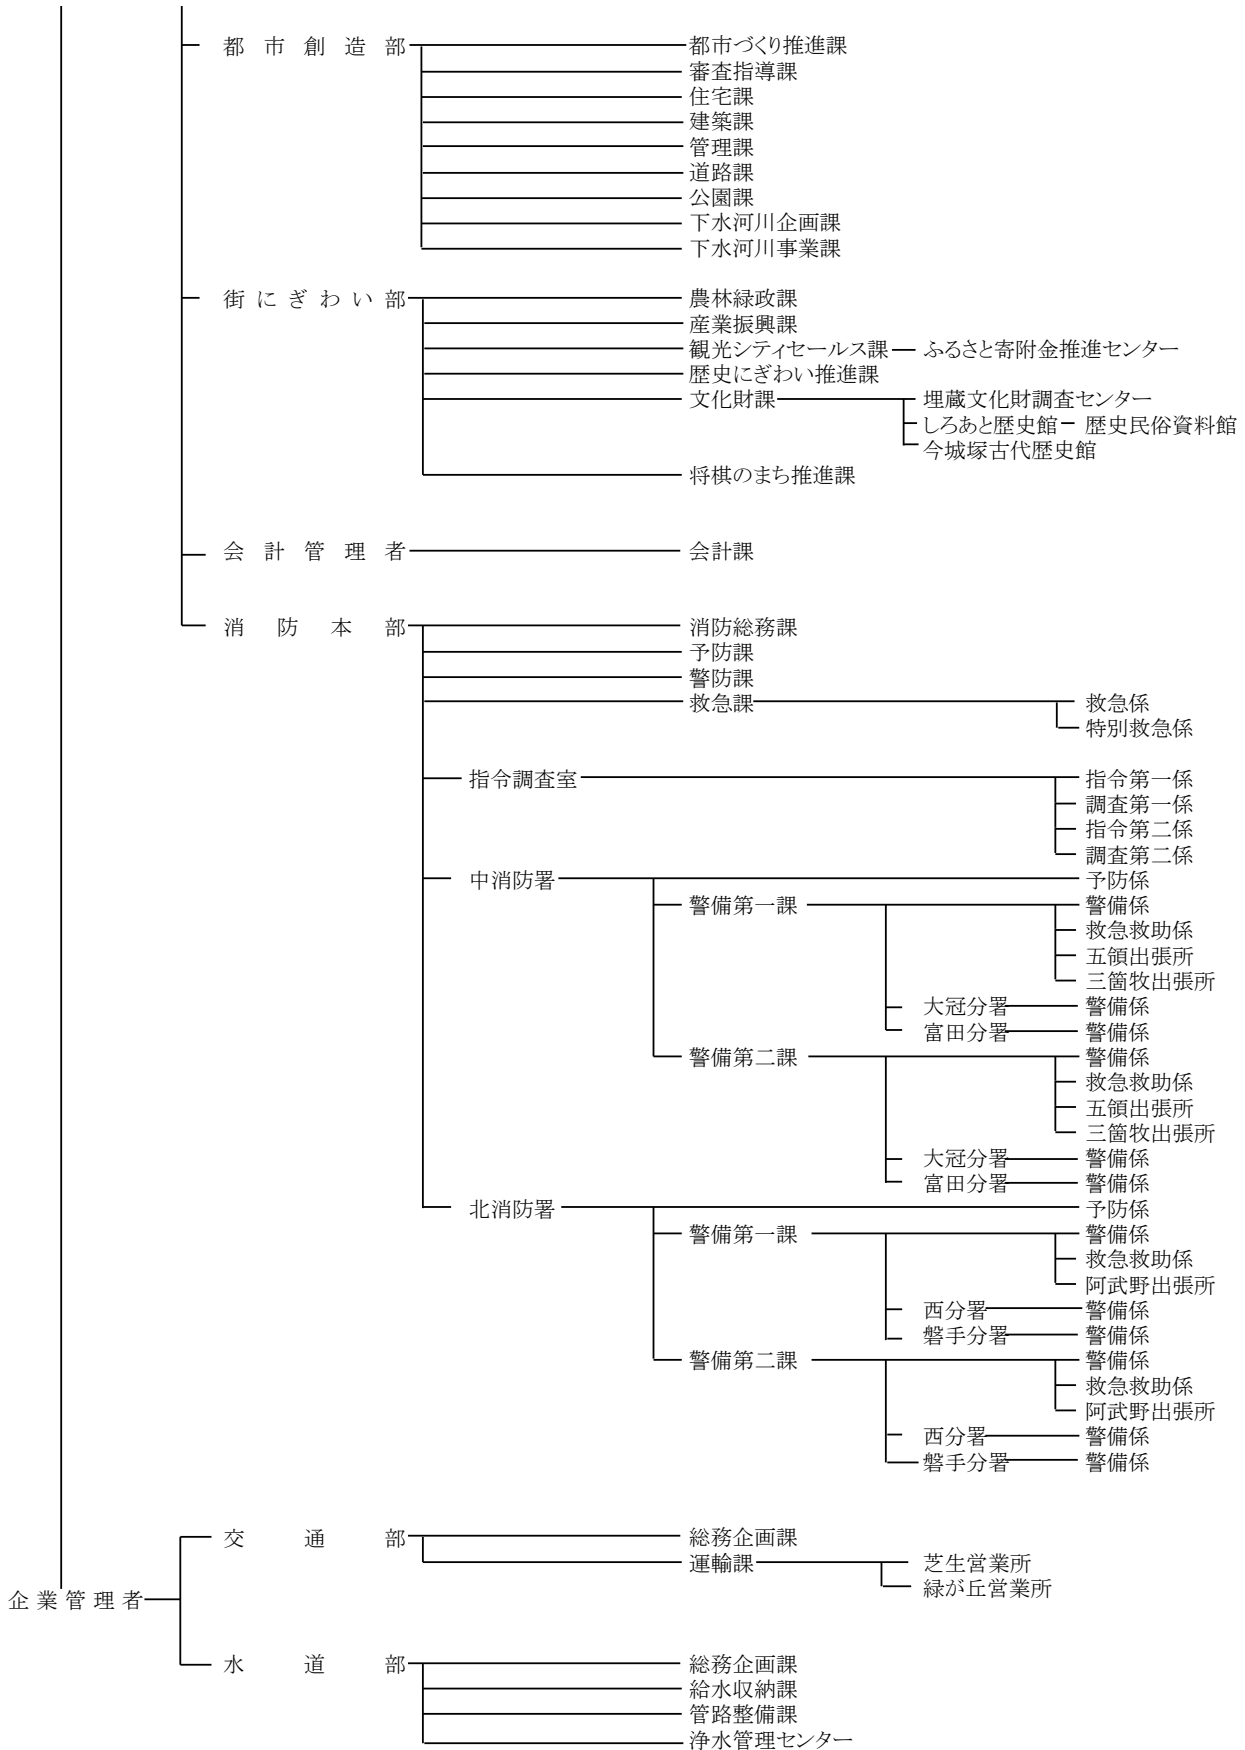 都市創造部 都市づくり推進課
審査指導課
住宅課
建築課
管理課
道路課
公園課
下水河川企画課
下水河川事業課
街にぎわい部 農林緑政課
産業振興課
観光シティセールス課 ふるさと寄附金推進センター
歴史にぎわい推進課
文化財課 埋蔵文化財調査センター
しろあと歴史館 歴史民俗資料館
今城塚古代歴史館
将棋のまち推進課
会計管理者 会計課
消防本部 消防総務課
予防課
警防課
救急課 救急係
特別救急係
指令調査室 指令第一係
調査第一係
指令第二係
調査第二係
中消防署 予防係
警備第一課 警備係
救急救助係
五領出張所
三箇牧出張所
大冠分署 警備係
富田分署 警備係
警備第二課 警備係
救急救助係
五領出張所
三箇牧出張所
大冠分署 警備係
富田分署 警備係
北消防署 予防係
警備第一課 警備係
救急救助係
阿武野出張所
西分署 警備係
磐手分署 警備係
警備第二課 警備係
救急救助係
阿武野出張所
西分署 警備係
磐手分署 警備係
交通部 総務企画課
運輸課 芝生営業所
緑が丘営業所
企業管理者
水道部 総務企画課
給水収納課
管路整備課
浄水管理センター